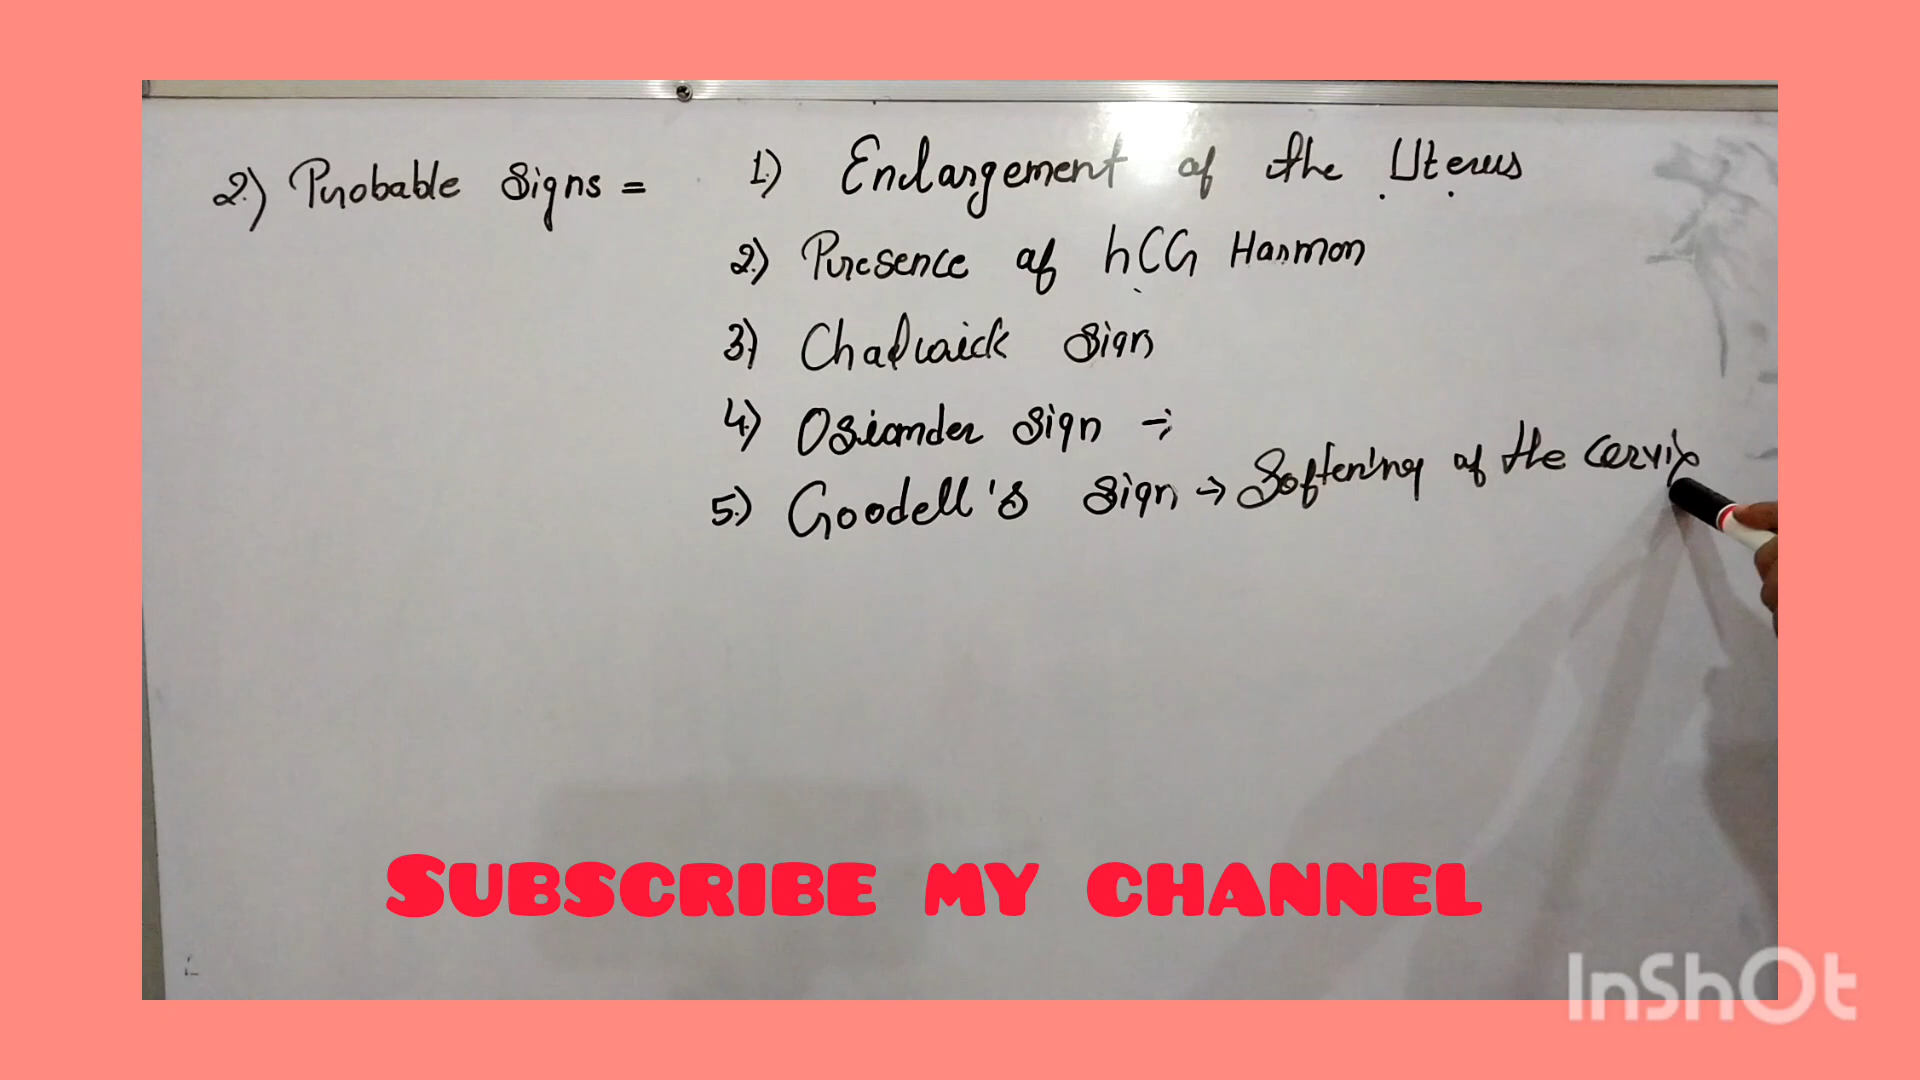 2.) Probable Signs = 1.) Enlargement of the Uterus
2.) Presence of hCG Harmon
3.) Chadwick Sign
4.) Osiander Sign →
5.) Goodell's Sign → Softening of the Cervix
SUBSCRIBE MY CHANNEL
InShOt